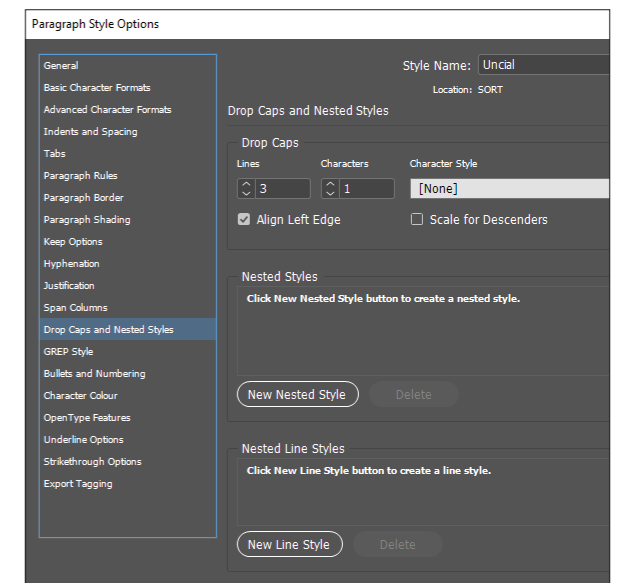 Paragraph Style Options
General
Basic Character Formats
Advanced Character Formats
Indents and Spacing
Tabs
Paragraph Rules
Paragraph Border
Paragraph Shading
Keep Options
Hyphenation
Justification
Span Columns
Drop Caps and Nested Styles
GREP Style
Bullets and Numbering
Character Colour
OpenType Features
Underline Options
Strikethrough Options
Export Tagging
Style Name: Uncial
Location: SORT
Drop Caps and Nested Styles
Drop Caps
Lines Characters Character Style
3 1 [None]
Align Left Edge Scale for Descenders
Nested Styles
Click New Nested Style button to create a nested style.
New Nested Style Delete
Nested Line Styles
Click New Line Style button to create a line style.
New Line Style Delete